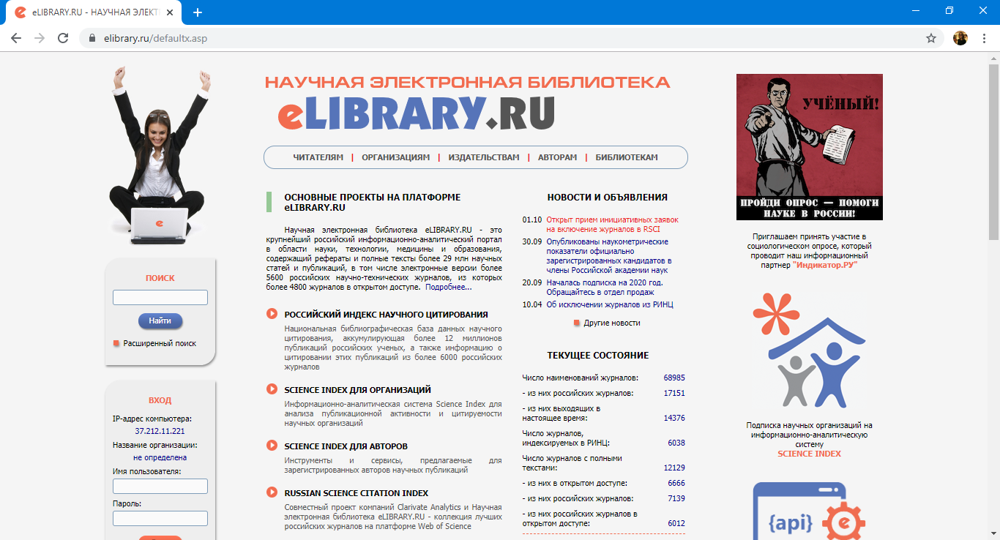 eLIBRARY.RU - НАУЧНАЯ ЭЛЕКТ
elibrary.ru/defaultx.asp
НАУЧНАЯ ЭЛЕКТРОННАЯ БИБЛИОТЕКА
eLIBRARY.RU
ЧИТАТЕЛЯМ | ОРГАНИЗАЦИЯМ | ИЗДАТЕЛЬСТВАМ | АВТОРАМ | БИБЛИОТЕКАМ
ПОИСК
Найти
Расширенный поиск
ВХОД
IP-адрес компьютера:
37.212.11.221
Название организации:
не определена
Имя пользователя:
Пароль:
ОСНОВНЫЕ ПРОЕКТЫ НА ПЛАТФОРМЕ
eLIBRARY.RU
Научная электронная библиотека eLIBRARY.RU - это
крупнейший российский информационно-аналитический портал
в области науки, технологии, медицины и образования,
содержащий рефераты и полные тексты более 29 млн научных
статей и публикаций, в том числе электронные версии более
5600 российских научно-технических журналов, из которых
более 4800 журналов в открытом доступе. Подробнее...
РОССИЙСКИЙ ИНДЕКС НАУЧНОГО ЦИТИРОВАНИЯ
Национальная библиографическая база данных научного
цитирования, аккумулирующая более 12 миллионов
публикаций российских ученых, а также информацию о
цитировании этих публикаций из более 6000 российских
журналов
SCIENCE INDEX ДЛЯ ОРГАНИЗАЦИЙ
Информационно-аналитическая система Science Index для
анализа публикационной активности и цитируемости
научных организаций
SCIENCE INDEX ДЛЯ АВТОРОВ
Инструменты и сервисы, предлагаемые для
зарегистрированных авторов научных публикаций
RUSSIAN SCIENCE CITATION INDEX
Совместный проект компаний Clarivate Analytics и Научная
электронная библиотека eLIBRARY.RU - коллекция лучших
российских журналов на платформе Web of Science
НОВОСТИ И ОБЪЯВЛЕНИЯ
01.10 Открыт прием инициативных заявок
на включение журналов в RSCI
30.09 Опубликованы наукометрические
показатели официально
зарегистрированных кандидатов в
члены Российской академии наук
20.09 Началась подписка на 2020 год.
Обращайтесь в отдел продаж
10.04 Об исключении журналов из РИНЦ
Другие новости
ТЕКУЩЕЕ СОСТОЯНИЕ
Число наименований журналов: 68985
- из них российских журналов: 17151
- из них выходящих в
настоящее время: 14376
Число журналов,
индексируемых в РИНЦ: 6038
Число журналов с полными
текстами: 12129
- из них в открытом доступе: 6666
- из них российских журналов: 7139
- из них российских журналов в
открытом доступе: 6012
УЧЁНЫЙ!
ПРОЙДИ ОПРОС — ПОМОГИ
НАУКЕ В РОССИИ!
Приглашаем принять участие в
социологическом опросе, который
проводит наш информационный
партнер "Индикатор.РУ"
Подписка научных организаций на
информационно-аналитическую
систему
SCIENCE INDEX
{api} e